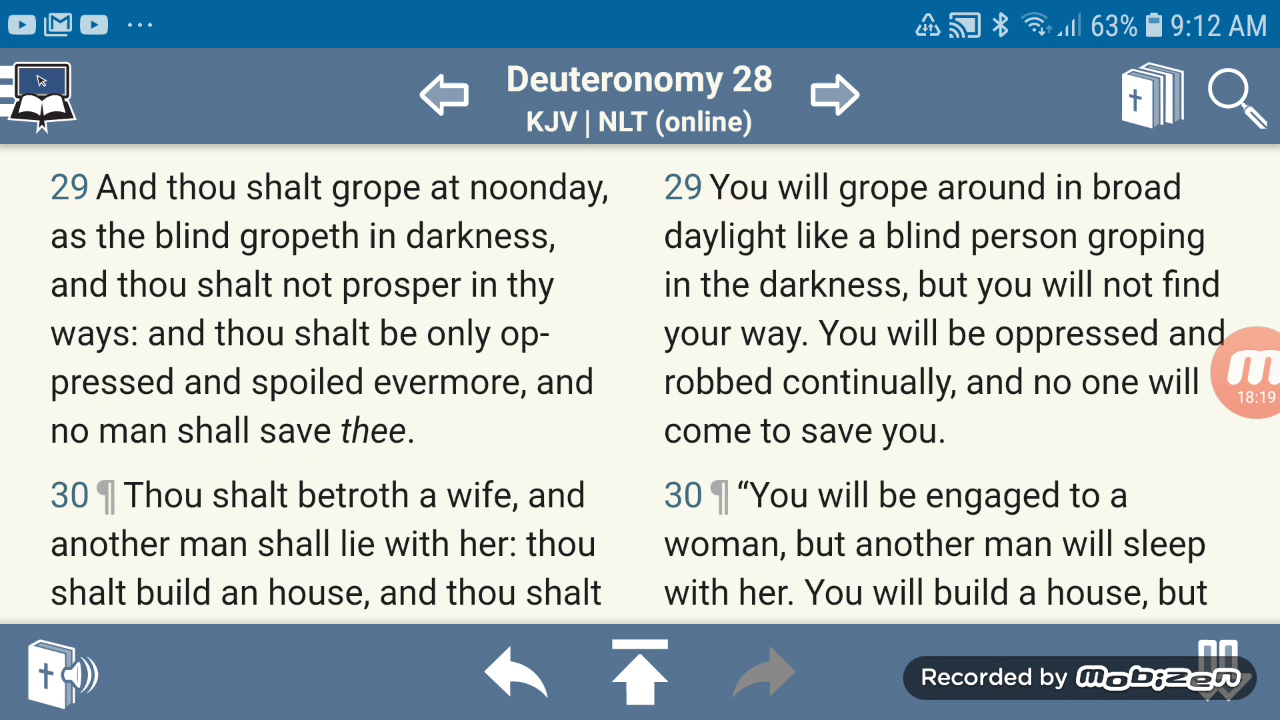 63% 9:12 AM
Deuteronomy 28
KJV | NLT (online)
29 And thou shalt grope at noonday,
as the blind gropeth in darkness,
and thou shalt not prosper in thy
ways: and thou shalt be only op-
pressed and spoiled evermore, and
no man shall save thee.
30 ¶ Thou shalt betroth a wife, and
another man shall lie with her: thou
shalt build an house, and thou shalt
29 You will grope around in broad
daylight like a blind person groping
in the darkness, but you will not find
your way. You will be oppressed and
robbed continually, and no one will
come to save you.
30 ¶ “You will be engaged to a
woman, but another man will sleep
with her. You will build a house, but
18:19
Recorded by mobizen